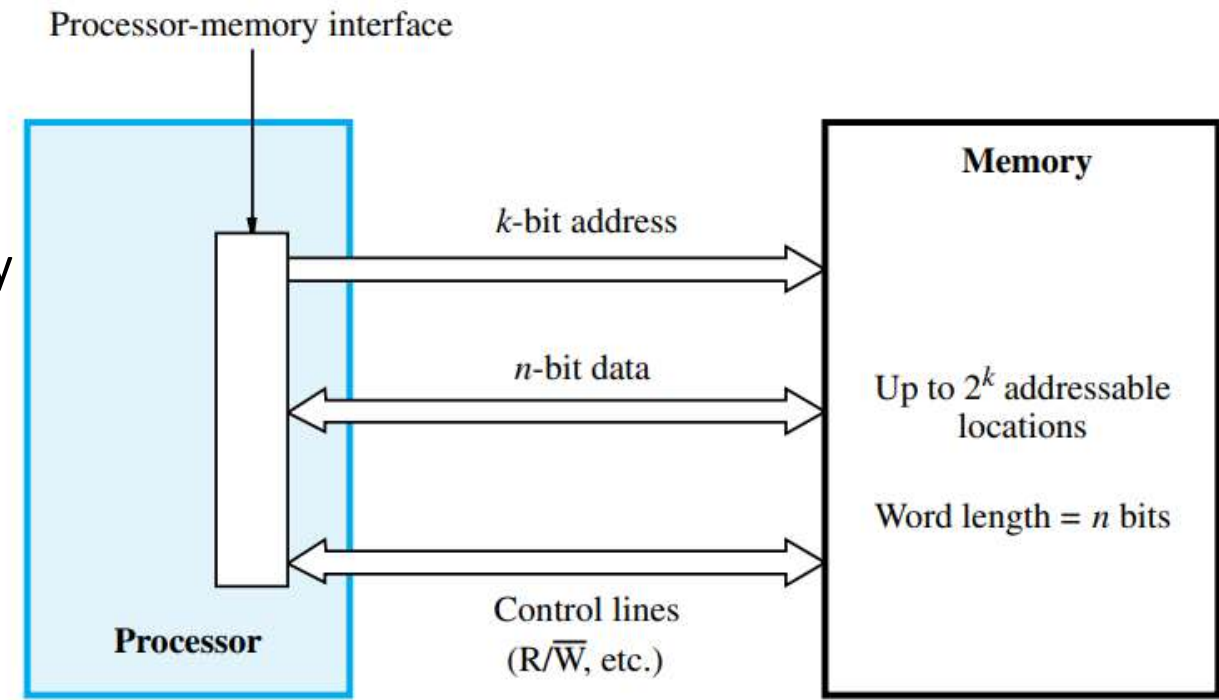 Processor-memory interface
Memory
k-bit address
y
n-bit data
Up to 2^k addressable
locations
Word length = n bits
Control lines
(R/W̅, etc.)
Processor